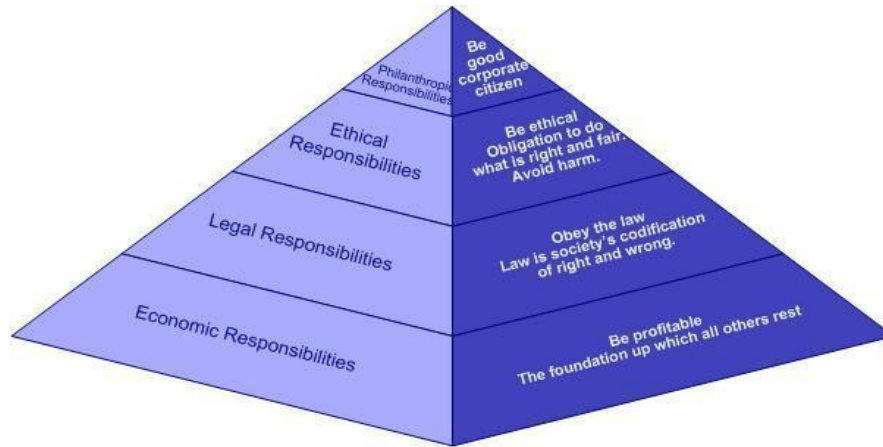 Philanthropic
Responsibilities
Be
good
corporate
citizen
Ethical
Responsibilities
Be ethical
Obligation to do
what is right and fair.
Avoid harm.
Legal Responsibilities
Obey the law
Law is society's codification
of right and wrong.
Economic Responsibilities
Be profitable
The foundation up which all others rest